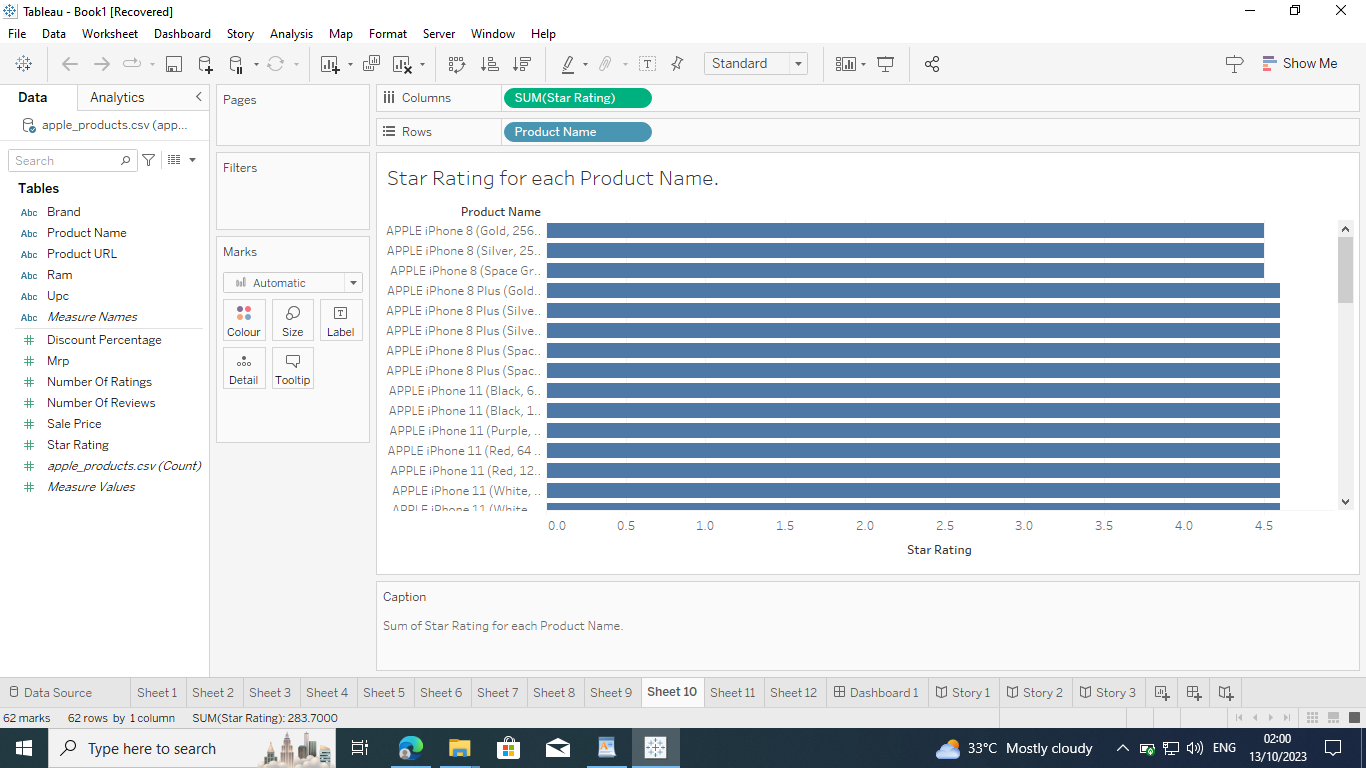 Tableau - Book1 [Recovered]
File Data Worksheet Dashboard Story Analysis Map Format Server Window Help
Standard
Show Me
Data Analytics
apple_products.csv (app...
Search
Tables
Abc Brand
Abc Product Name
Abc Product URL
Abc Ram
Abc Upc
Abc Measure Names
Discount Percentage
Mrp
Number Of Ratings
Number Of Reviews
Sale Price
Star Rating
apple_products.csv (Count)
Measure Values
Pages
Filters
Marks
Automatic
Colour Size Label
Detail Tooltip
Columns SUM(Star Rating)
Rows Product Name
Star Rating for each Product Name.
Product Name
APPLE iPhone 8 (Gold, 256..
APPLE iPhone 8 (Silver, 25..
APPLE iPhone 8 (Space Gr..
APPLE iPhone 8 Plus (Gold..
APPLE iPhone 8 Plus (Silve..
APPLE iPhone 8 Plus (Silve..
APPLE iPhone 8 Plus (Spac..
APPLE iPhone 8 Plus (Spac..
APPLE iPhone 11 (Black, 6..
APPLE iPhone 11 (Black, 1..
APPLE iPhone 11 (Purple, ..
APPLE iPhone 11 (Red, 64 ..
APPLE iPhone 11 (Red, 12..
APPLE iPhone 11 (White, ..
APPLE iPhone 11 (White
0.0 0.5 1.0 1.5 2.0 2.5 3.0 3.5 4.0 4.5
Star Rating
Caption
Sum of Star Rating for each Product Name.
Data Source Sheet 1 Sheet 2 Sheet 3 Sheet 4 Sheet 5 Sheet 6 Sheet 7 Sheet 8 Sheet 9 Sheet 10 Sheet 11 Sheet 12 Dashboard 1 Story 1 Story 2 Story 3
62 marks 62 rows by 1 column SUM(Star Rating): 283.7000
Type here to search
33°C Mostly cloudy
ENG
02:00
13/10/2023